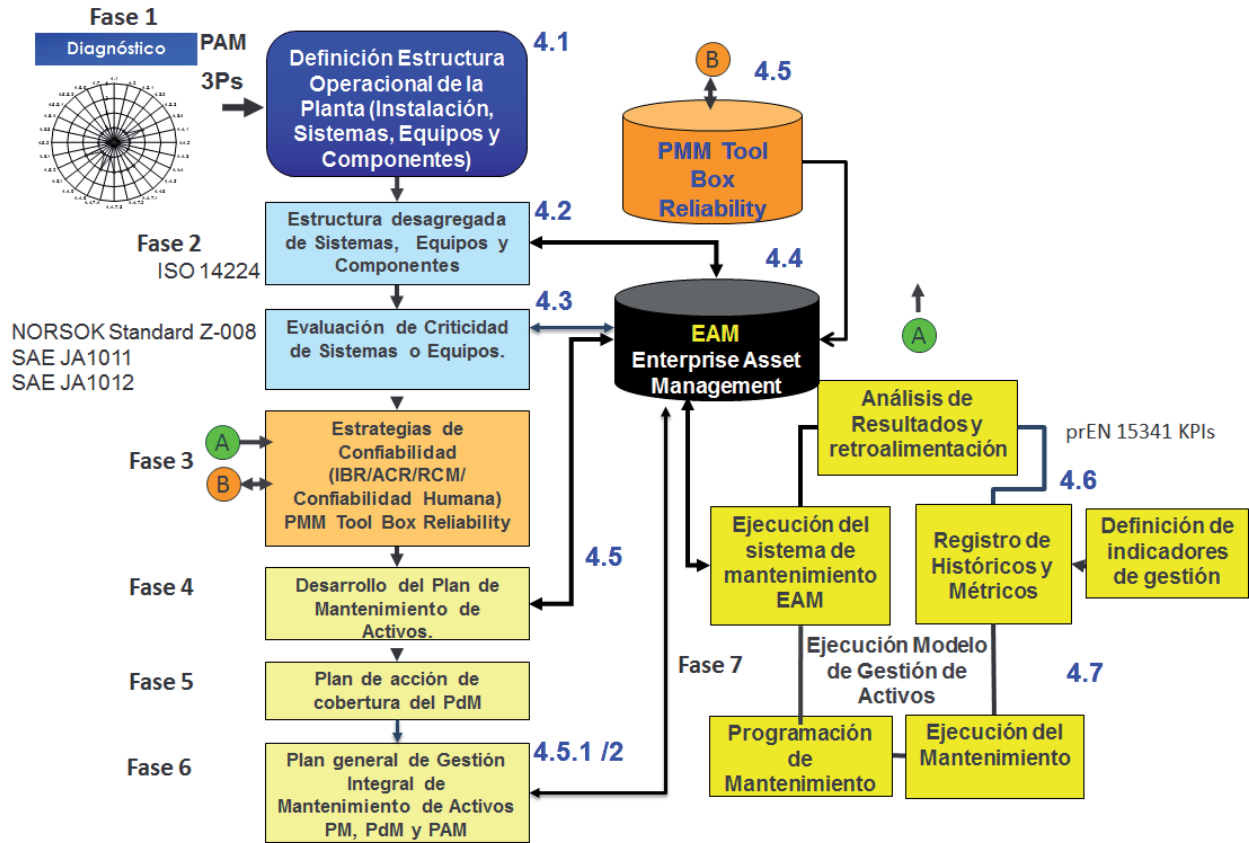 Fase 1
Diagnóstico
PAM
3Ps
4.1
Definición Estructura
Operacional de la
Planta (Instalación,
Sistemas, Equipos y
Componentes)
B
4.5
PMM Tool
Box
Reliability
Fase 2
ISO 14224
4.2
Estructura desagregada
de Sistemas, Equipos y
Componentes
4.4
EAM
Enterprise Asset
Management
4.3
NORSOK Standard Z-008
SAE JA1011
SAE JA1012
Evaluación de Criticidad
de Sistemas o Equipos.
A
Fase 3
A
B
Estrategias de
Confiabilidad
(IBR/ACR/RCM/
Confiabilidad Humana)
PMM Tool Box Reliability
4.5
Fase 4
Desarrollo del Plan de
Mantenimiento de
Activos.
Fase 5
Plan de acción de
cobertura del PdM
Fase 6
4.5.1 /2
Plan general de Gestión
Integral de
Mantenimiento de Activos
PM, PdM y PAM
Fase 7
Análisis de
Resultados y
retroalimentación
prEN 15341 KPIs
4.6
Ejecución del
sistema de
mantenimiento
EAM
Registro de
Históricos y
Métricos
Definición de
indicadores
de gestión
Ejecución Modelo
de Gestión de
Activos
4.7
Programación
de
Mantenimiento
Ejecución del
Mantenimiento